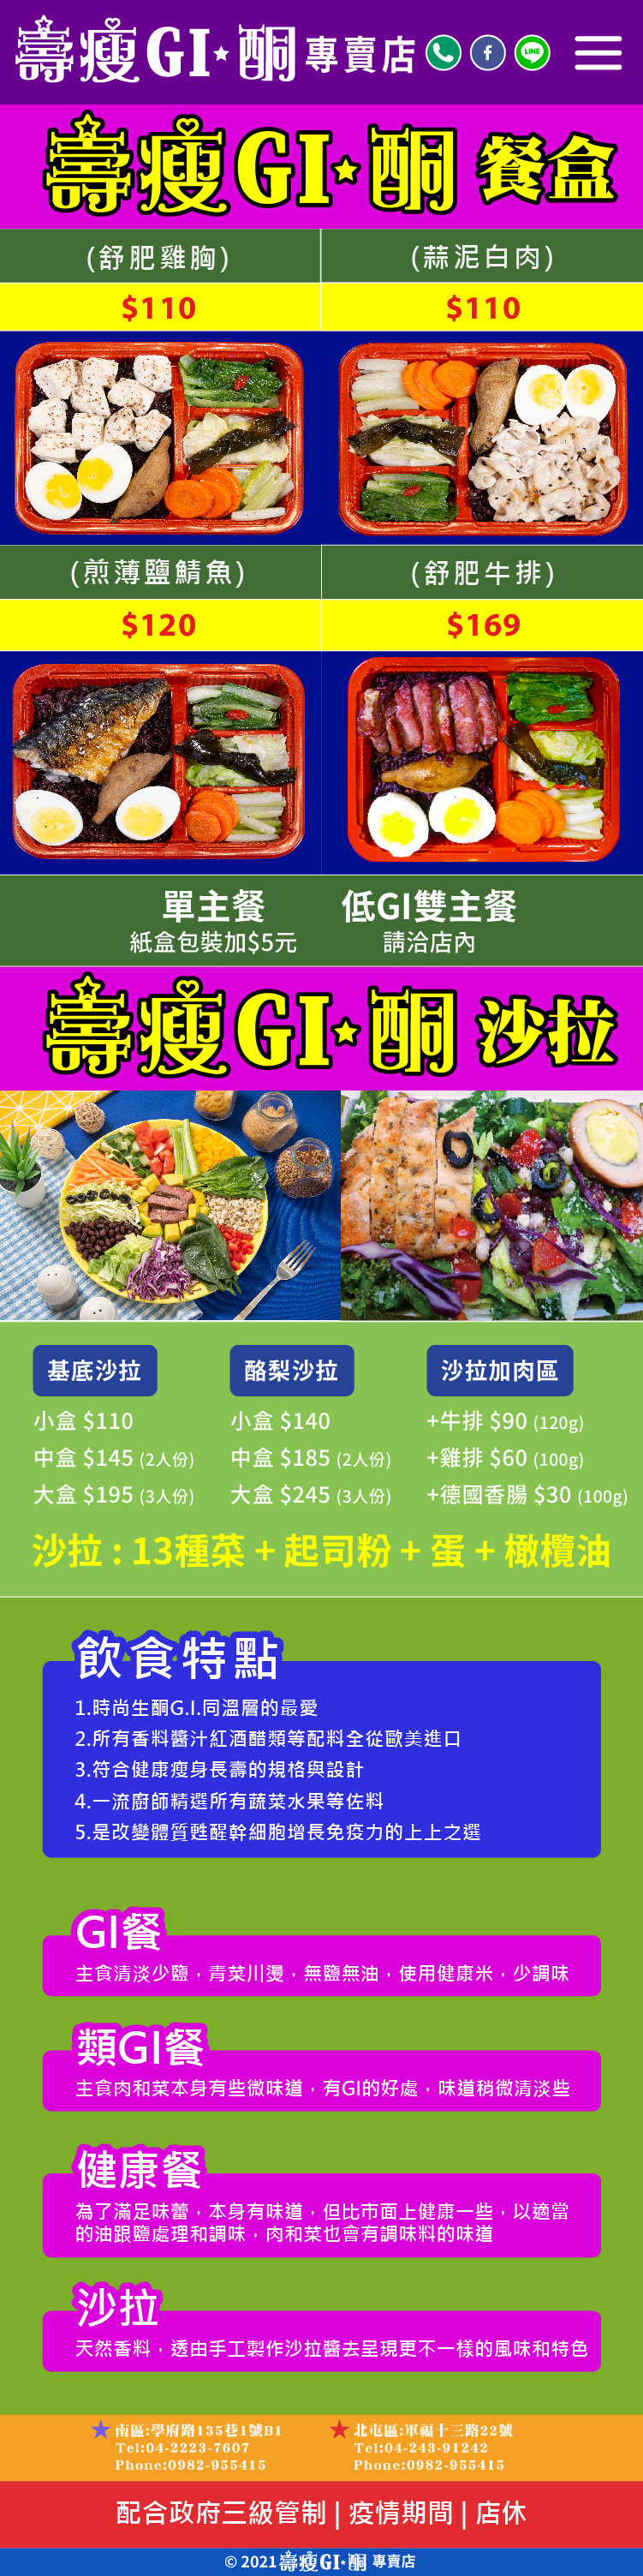 壽瘦GI★酮 專賣店 LINE
壽瘦GI★酮 餐盒
(舒肥雞胸) (蒜泥白肉)
$110 $110
(煎薄鹽鯖魚) (舒肥牛排)
$120 $169
單主餐 低GI雙主餐
紙盒包裝加$5元 請洽店內
壽瘦GI★酮 沙拉
基底沙拉 酪梨沙拉 沙拉加肉區
小盒 $110 小盒 $140 +牛排 $90 (120g)
中盒 $145 (2人份) 中盒 $185 (2人份) +雞排 $60 (100g)
大盒 $195 (3人份) 大盒 $245 (3人份) +德國香腸 $30 (100g)
沙拉 : 13種菜 + 起司粉 + 蛋 + 橄欖油
飲食特點
1.時尚生酮G.I.同溫層的最愛
2.所有香料醬汁紅酒醋類等配料全從歐美進口
3.符合健康瘦身長壽的規格與設計
4.一流廚師精選所有蔬菜水果等佐料
5.是改變體質甦醒幹細胞增長免疫力的上上之選
GI餐
主食清淡少鹽，青菜川燙，無鹽無油，使用健康米，少調味
類GI餐
主食肉和菜本身有些微味道，有GI的好處，味道稍微清淡些
健康餐
為了滿足味蕾，本身有味道，但比市面上健康一些，以適當
的油跟鹽處理和調味，肉和菜也會有調味料的味道
沙拉
天然香料，透由手工製作沙拉醬去呈現更不一樣的風味和特色
★南區:學府路135巷1號B1 ★北屯區:軍福十三路22號
Tel:04-2223-7607 Tel:04-243-91242
Phone:0982-955415 Phone:0982-955415
配合政府三級管制 | 疫情期間 | 店休
© 2021 壽瘦GI★酮 專賣店